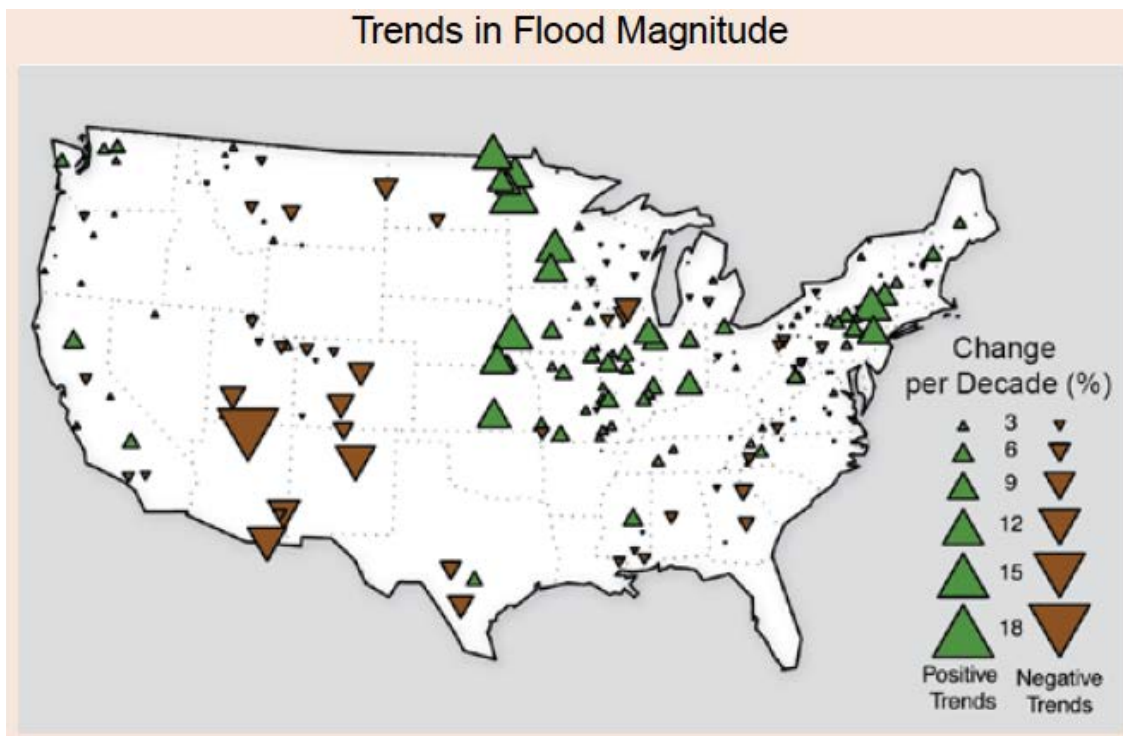 Trends in Flood Magnitude
Change
per Decade (%)
3
6
9
12
15
18
Positive
Trends
Negative
Trends